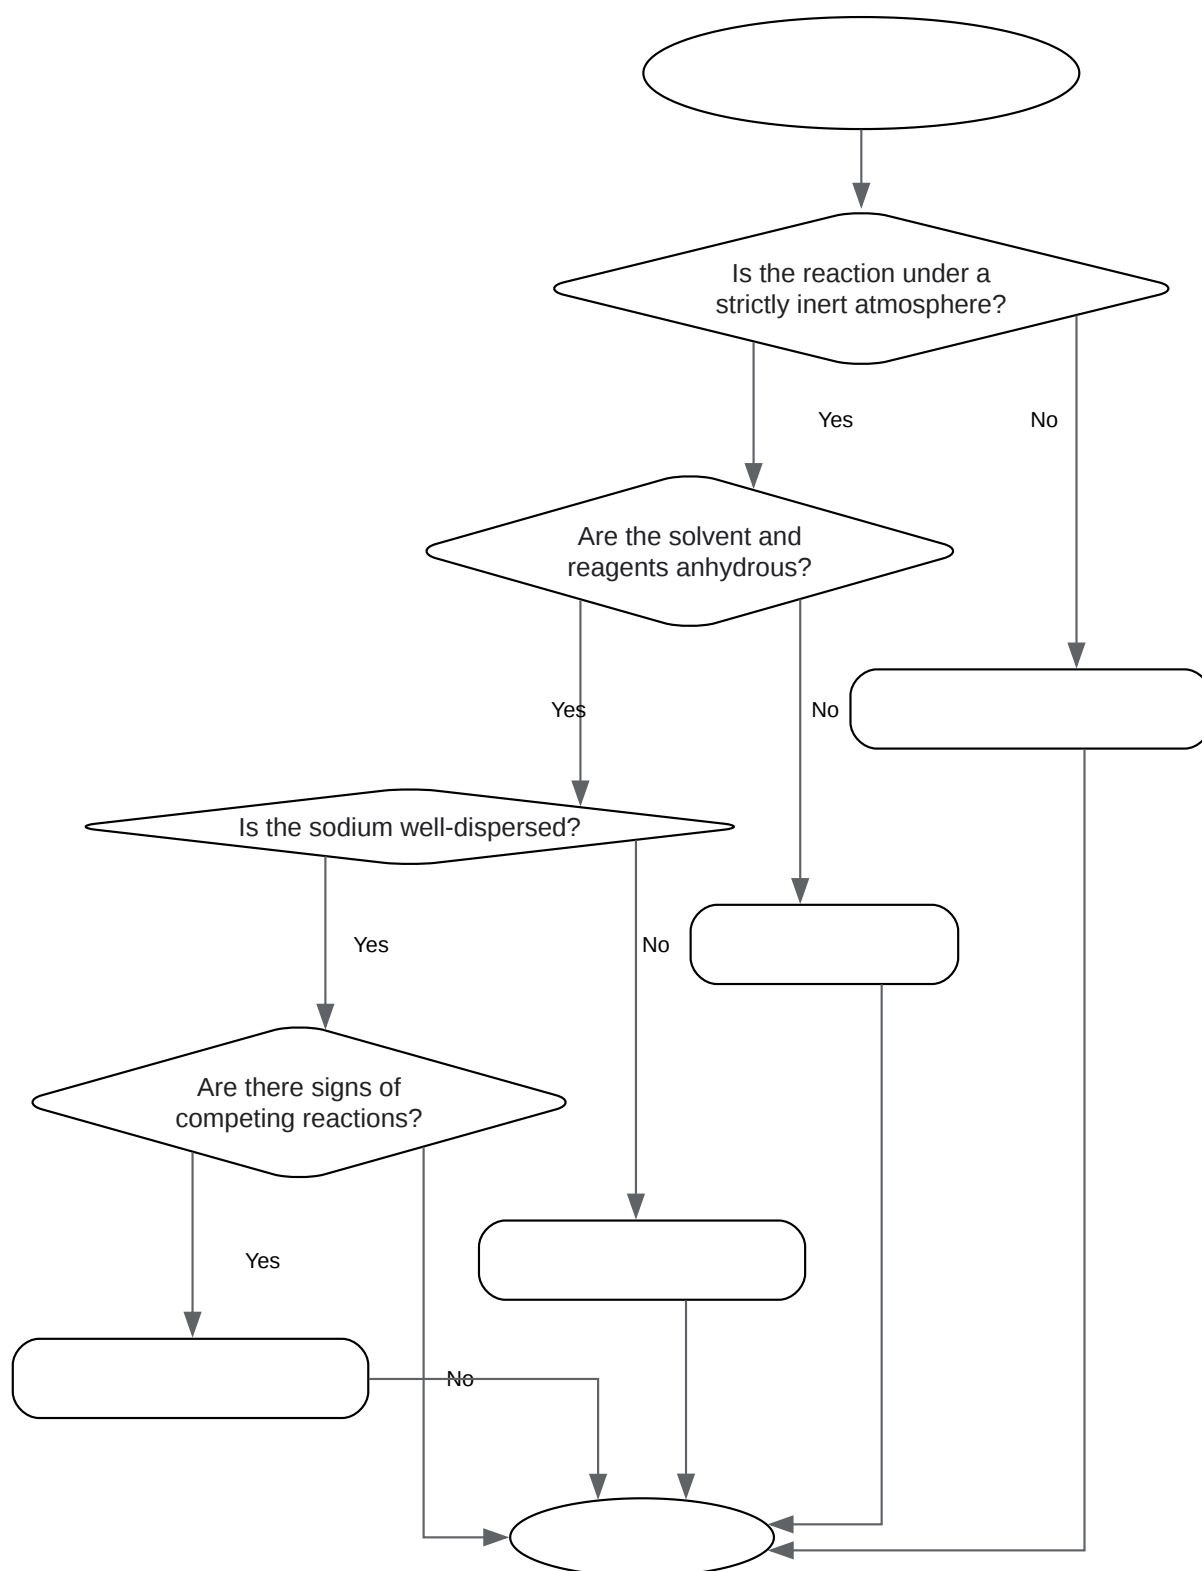 Is the reaction under a
strictly inert atmosphere?
Yes
No
Are the solvent and
reagents anhydrous?
Yes
No
Is the sodium well-dispersed?
Yes
No
Are there signs of
competing reactions?
Yes
No